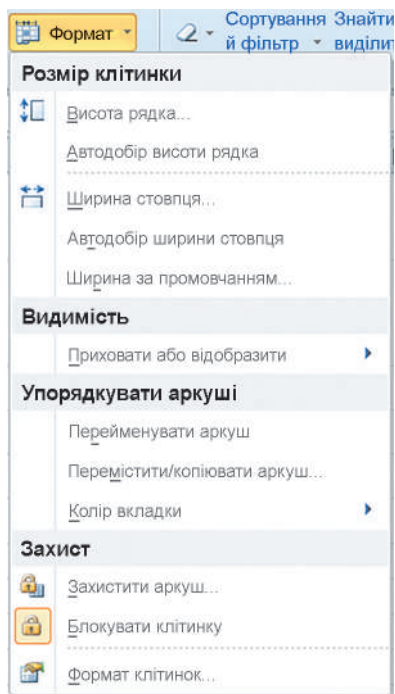 Формат
Сортування Знайти
й фільтр
Розмір клітинки
Висота рядка...
Автодобір висоти рядка
Ширина стовпця...
Автодобір ширини стовпця
Ширина за промовчанням...
Видимість
Приховати або відобразити
Упорядкувати аркуші
Перейменувати аркуш
Перемістити/копіювати аркуш...
Колір вкладки
Захист
Захистити аркуш...
Блокувати клітинку
Формат клітинок...